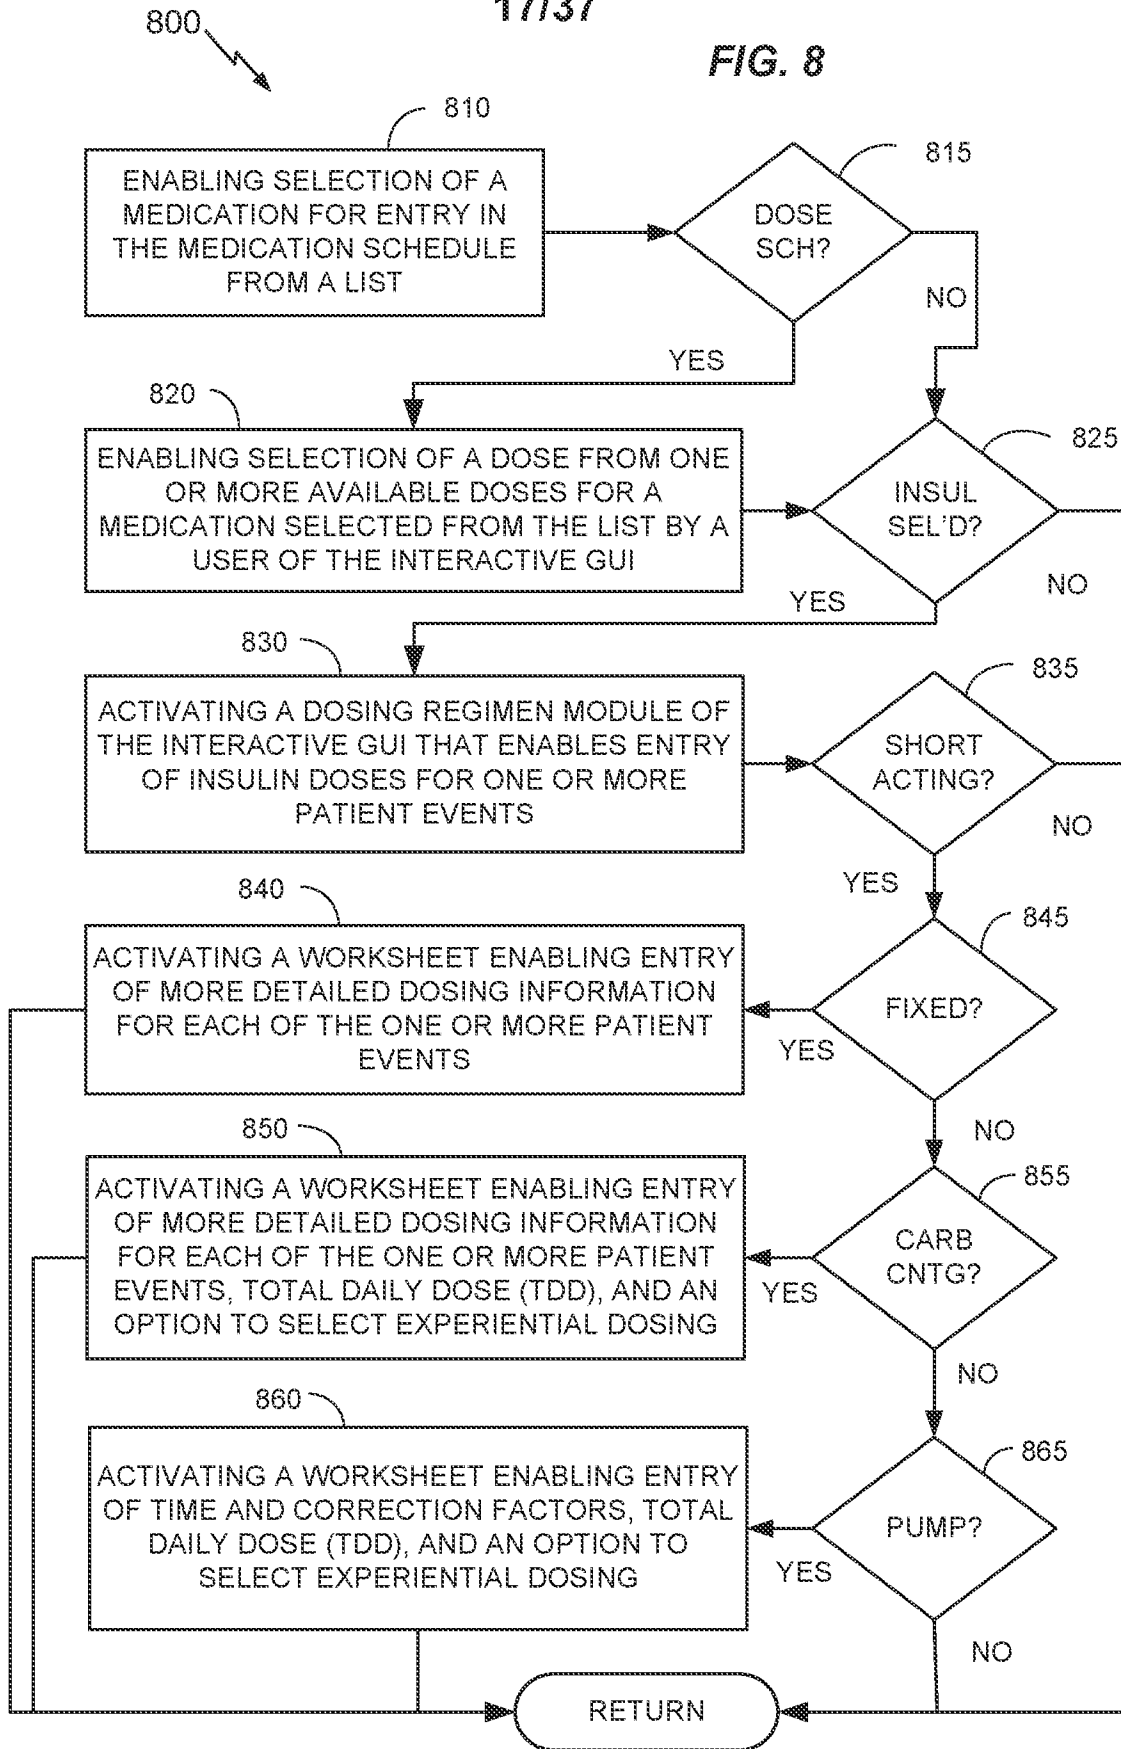 17/37
800
FIG. 8
810
ENABLING SELECTION OF A
MEDICATION FOR ENTRY IN
THE MEDICATION SCHEDULE
FROM A LIST
815
DOSE
SCH?
NO
YES
820
ENABLING SELECTION OF A DOSE FROM ONE
OR MORE AVAILABLE DOSES FOR A
MEDICATION SELECTED FROM THE LIST BY A
USER OF THE INTERACTIVE GUI
825
INSUL
SEL'D?
NO
YES
830
ACTIVATING A DOSING REGIMEN MODULE OF
THE INTERACTIVE GUI THAT ENABLES ENTRY
OF INSULIN DOSES FOR ONE OR MORE
PATIENT EVENTS
835
SHORT
ACTING?
NO
YES
840
ACTIVATING A WORKSHEET ENABLING ENTRY
OF MORE DETAILED DOSING INFORMATION
FOR EACH OF THE ONE OR MORE PATIENT
EVENTS
845
FIXED?
YES
NO
850
ACTIVATING A WORKSHEET ENABLING ENTRY
OF MORE DETAILED DOSING INFORMATION
FOR EACH OF THE ONE OR MORE PATIENT
EVENTS, TOTAL DAILY DOSE (TDD), AND AN
OPTION TO SELECT EXPERIENTIAL DOSING
855
CARB
CNTG?
YES
NO
860
ACTIVATING A WORKSHEET ENABLING ENTRY
OF TIME AND CORRECTION FACTORS, TOTAL
DAILY DOSE (TDD), AND AN OPTION TO
SELECT EXPERIENTIAL DOSING
865
PUMP?
YES
NO
RETURN